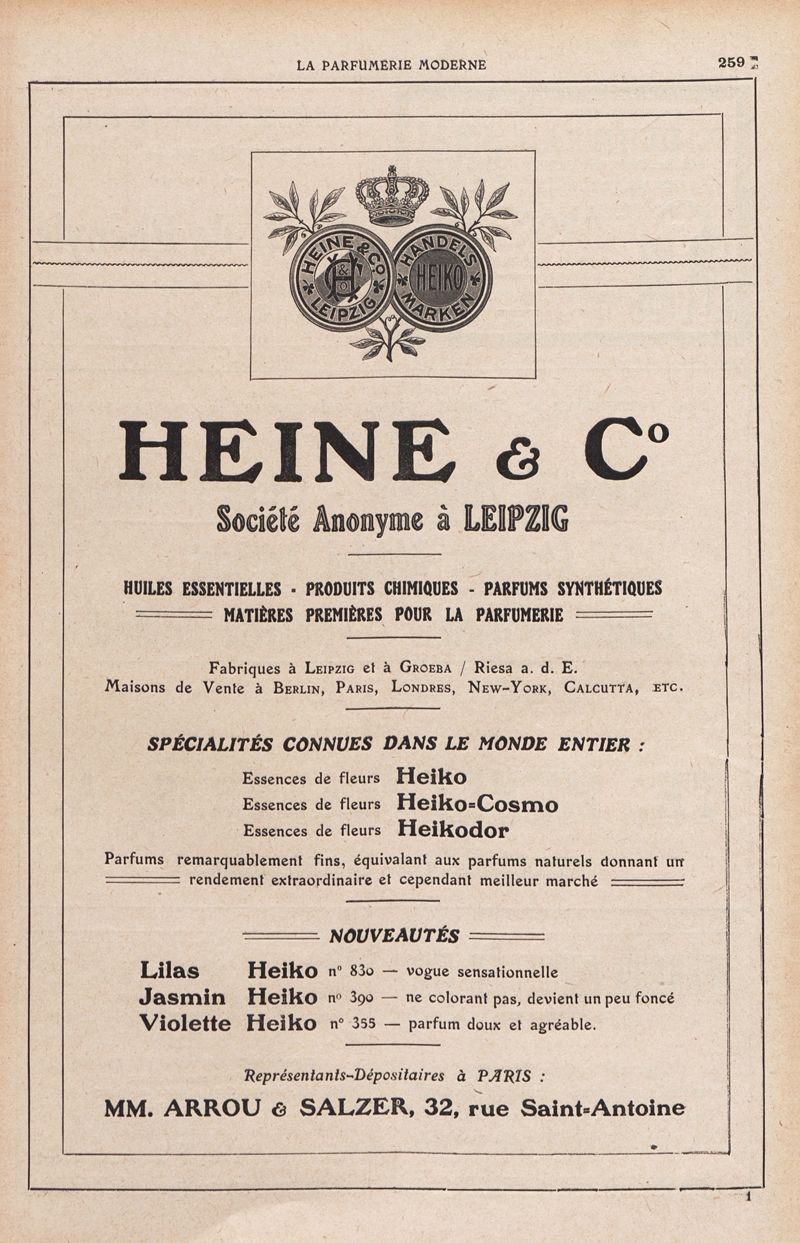 LA PARFUMERIE MODERNE
259
HEINE & Co.
LEIPZIG
H & Co
HANDELS
HEIKO
MARKEN
HEINE & Co
Société Anonyme à LEIPZIG
HUILES ESSENTIELLES - PRODUITS CHIMIQUES - PARFUMS SYNTHÉTIQUES
MATIÈRES PREMIÈRES POUR LA PARFUMERIE
Fabriques à LEIPZIG et à GROEBA / Riesa a. d. E.
Maisons de Vente à BERLIN, PARIS, LONDRES, NEW-YORK, CALCUTTA, ETC.
SPÉCIALITÉS CONNUES DANS LE MONDE ENTIER :
Essences de fleurs Heiko
Essences de fleurs Heiko-Cosmo
Essences de fleurs Heikodor
Parfums remarquablement fins, équivalant aux parfums naturels donnant un
rendement extraordinaire et cependant meilleur marché
NOUVEAUTÉS
Lilas Heiko n° 830 — vogue sensationnelle
Jasmin Heiko n° 390 — ne colorant pas, devient un peu foncé
Violette Heiko n° 355 — parfum doux et agréable.
Représentants-Dépositaires à PARIS :
MM. ARROU & SALZER, 32, rue Saint-Antoine
1